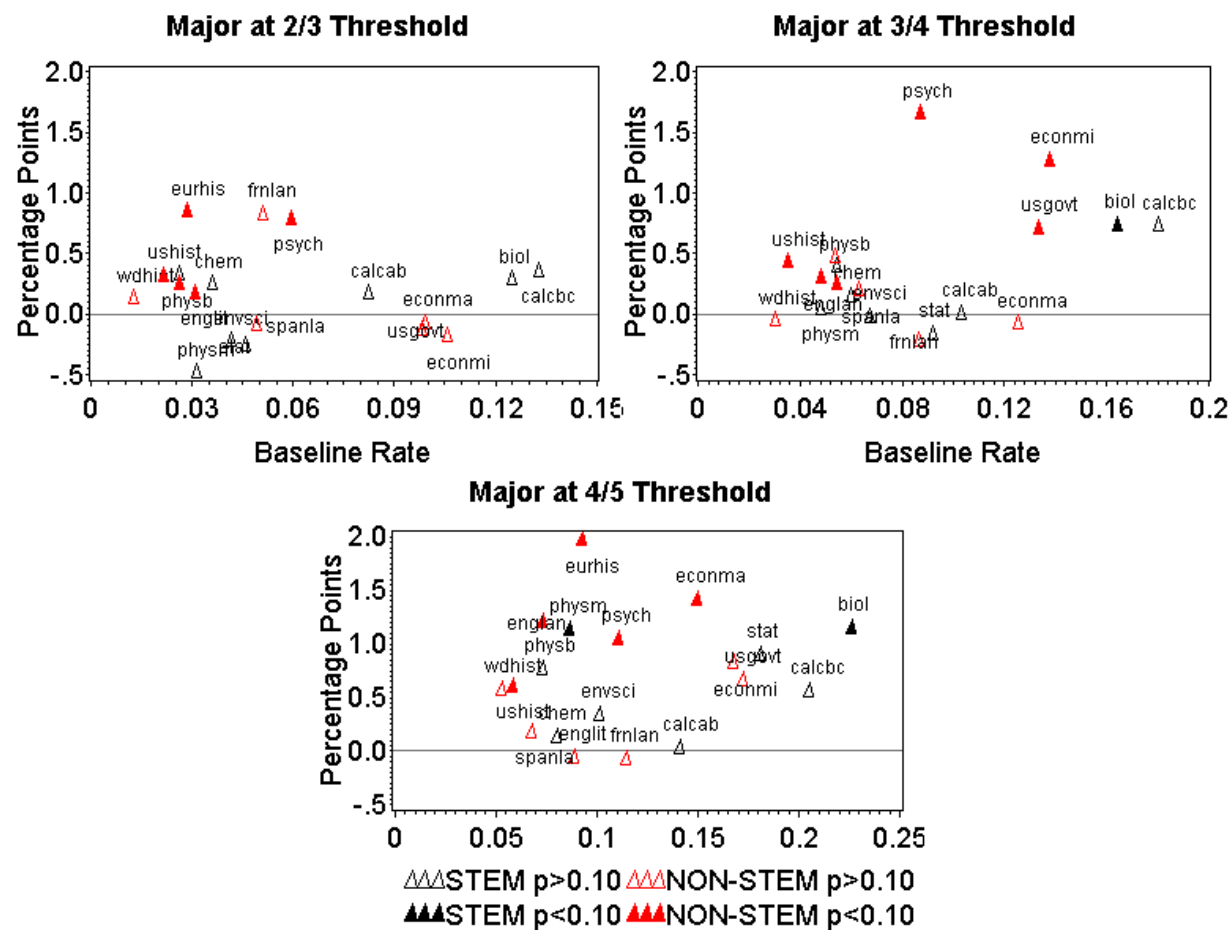 Major at 2/3 Threshold
Major at 3/4 Threshold
Percentage Points
2.0
1.5
1.0
0.5
0.0
-.5
eurhis
frnlan
psych
ushist
chem
wdhist
physb
englit
envsci
spanla
physm
calcab
biol
calcbc
econma
usgovt
econmi
0
0.03
0.06
0.09
0.12
0.15
Baseline Rate
Percentage Points
2.0
1.5
1.0
0.5
0.0
-.5
psych
econmi
usgovt
biol
calcbc
ushist
physb
chem
envsci
wdhist
englan
spanla
physm
frnlan
stat
calcab
econma
0
0.04
0.08
0.12
0.16
0.2
Baseline Rate
Major at 4/5 Threshold
Percentage Points
2.0
1.5
1.0
0.5
0.0
-.5
eurhis
econma
physm
englan
psych
physb
biol
stat
usgovt
econmi
calcbc
wdhist
envsci
ushist
chem
englit
frnlan
calcab
spanla
0
0.05
0.1
0.15
0.2
0.25
STEM p>0.10 NON-STEM p>0.10
STEM p<0.10 NON-STEM p<0.10